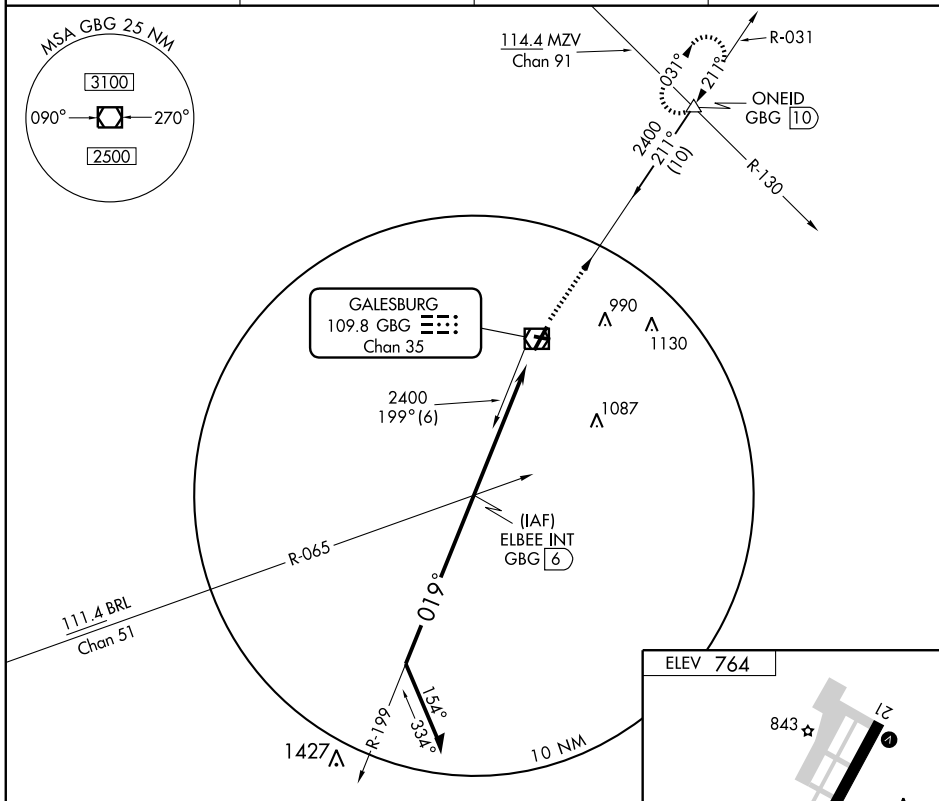 MSA GBG 25 NM
3100
090°
270°
2500
114.4 MZV
Chan 91
R-031
031°
211°
ONEID
GBG 10
2400
211°
(10)
R-130
GALESBURG
109.8 GBG
Chan 35
990
1130
2400
199° (6)
1087
(IAF)
ELBEE INT
GBG 6
R-065
111.4 BRL
Chan 51
019°
154°
334°
R-199
1427
10 NM
ELEV 764
843
21
V